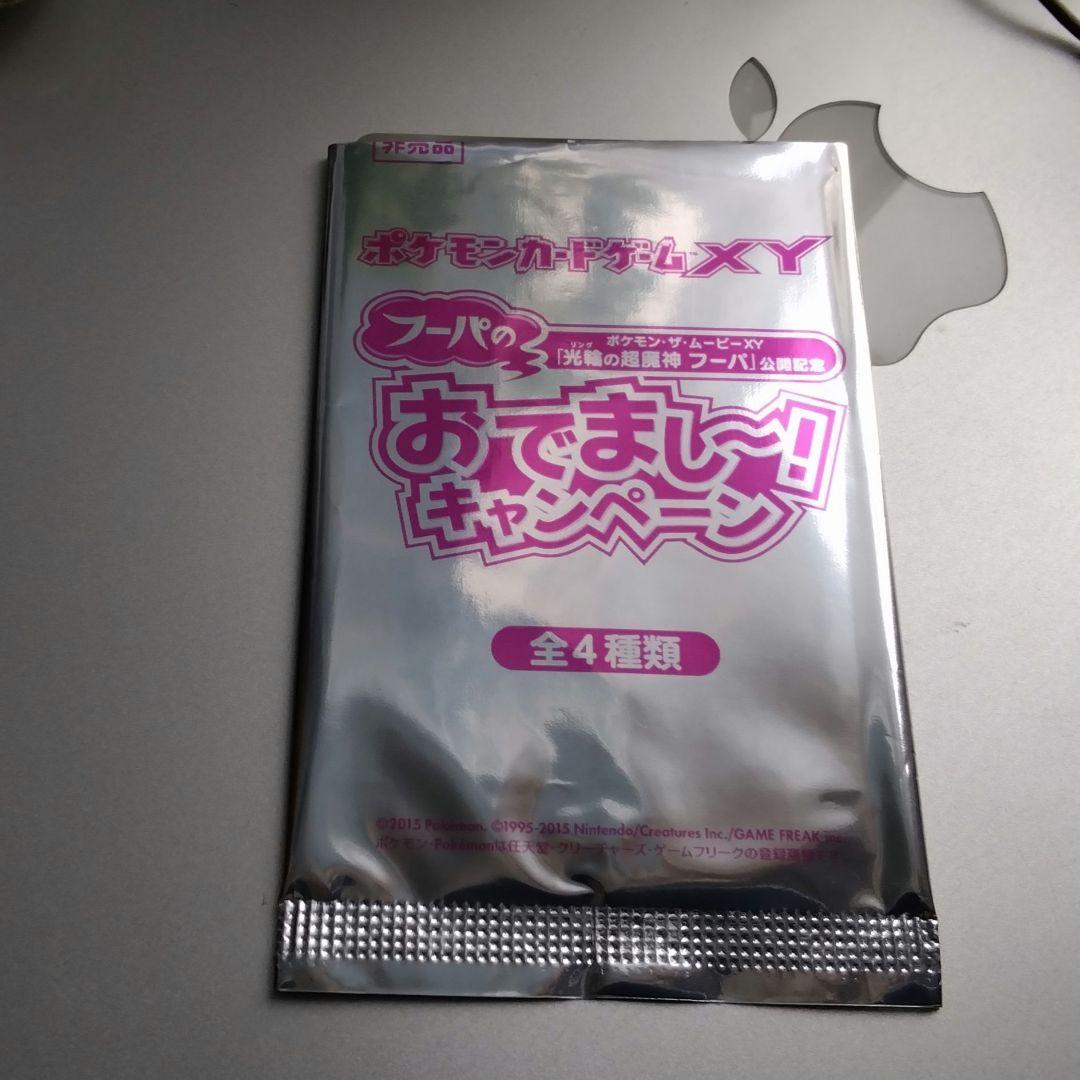 非売品
ポケモンカードゲーム™XY
フーパの
ポケモン・ザ・ムービーXY
リング
『光輪の超魔神 フーパ』公開記念
おでまし〜!
キャンペーン
全4種類
©2015 Pokémon. ©1995-2015 Nintendo/Creatures Inc./GAME FREAK inc.
ポケモン・Pokémonは任天堂・クリーチャーズ・ゲームフリークの登録商標です。